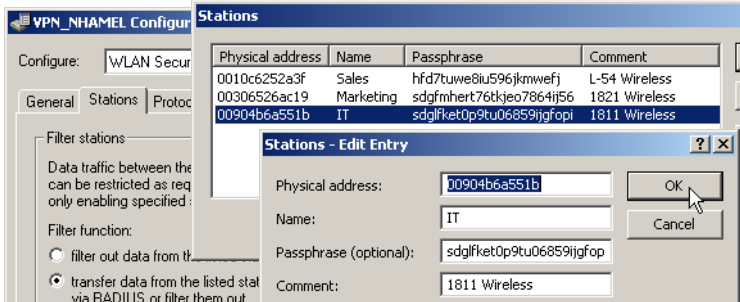 VPN_NHAMEL Configur
Configure: WLAN Secur
General Stations Protoc
Filter stations
Data traffic between the
can be restricted as req
only enabling specified
Filter function:
filter out data from th
transfer data from the listed stat
via RADIUS or filter them out
Stations
Physical address Name Passphrase Comment
0010c6252a3f Sales hfd7tuwe8iu596jkmwefj L-54 Wireless
00306526ac19 Marketing sdgfmhert76tkjeo7864ij56 1821 Wireless
00904b6a551b IT sdglfket0p9tu06859ijgfopi 1811 Wireless
Stations - Edit Entry
Physical address: 00904b6a551b OK
Name: IT Cancel
Passphrase (optional): sdglfket0p9tu06859ijgfop
Comment: 1811 Wireless